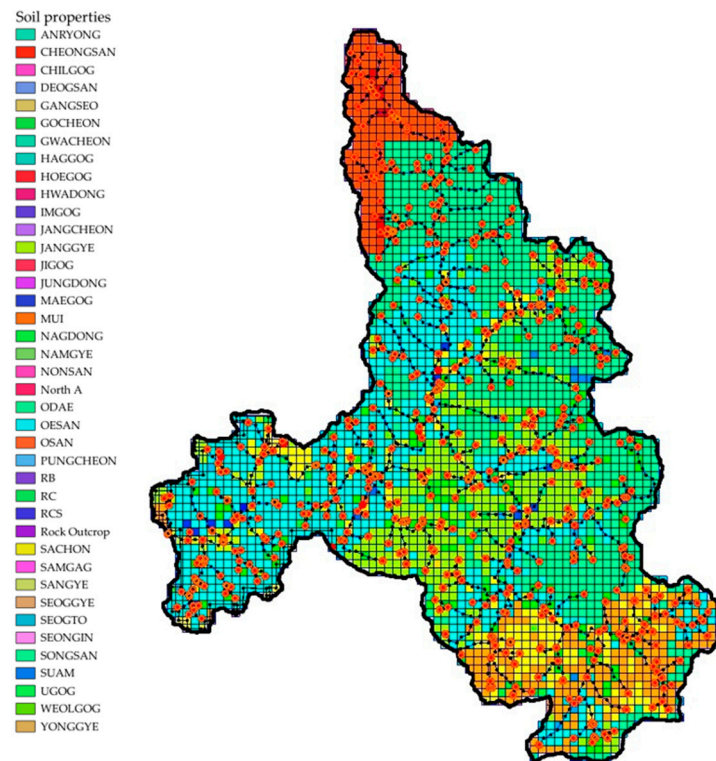 Soil properties
ANRYONG
CHEONGSAN
CHILGOG
DEOGSAN
GANGSEO
GOCHEON
GWACHEON
HAGGOG
HOEGOG
HWADONG
IMGOG
JANGCHEON
JANGGYE
JIGOG
JUNGDONG
MAEGOG
MUI
NAGDONG
NAMGYE
NONSAN
North A
ODAE
OESAN
OSAN
PUNGCHEON
RB
RC
RCS
Rock Outcrop
SACHON
SAMGAG
SANGYE
SEOGGYE
SEOGTO
SEONGIN
SONGSAN
SUAM
UGOG
WEOLGOG
YONGGYE